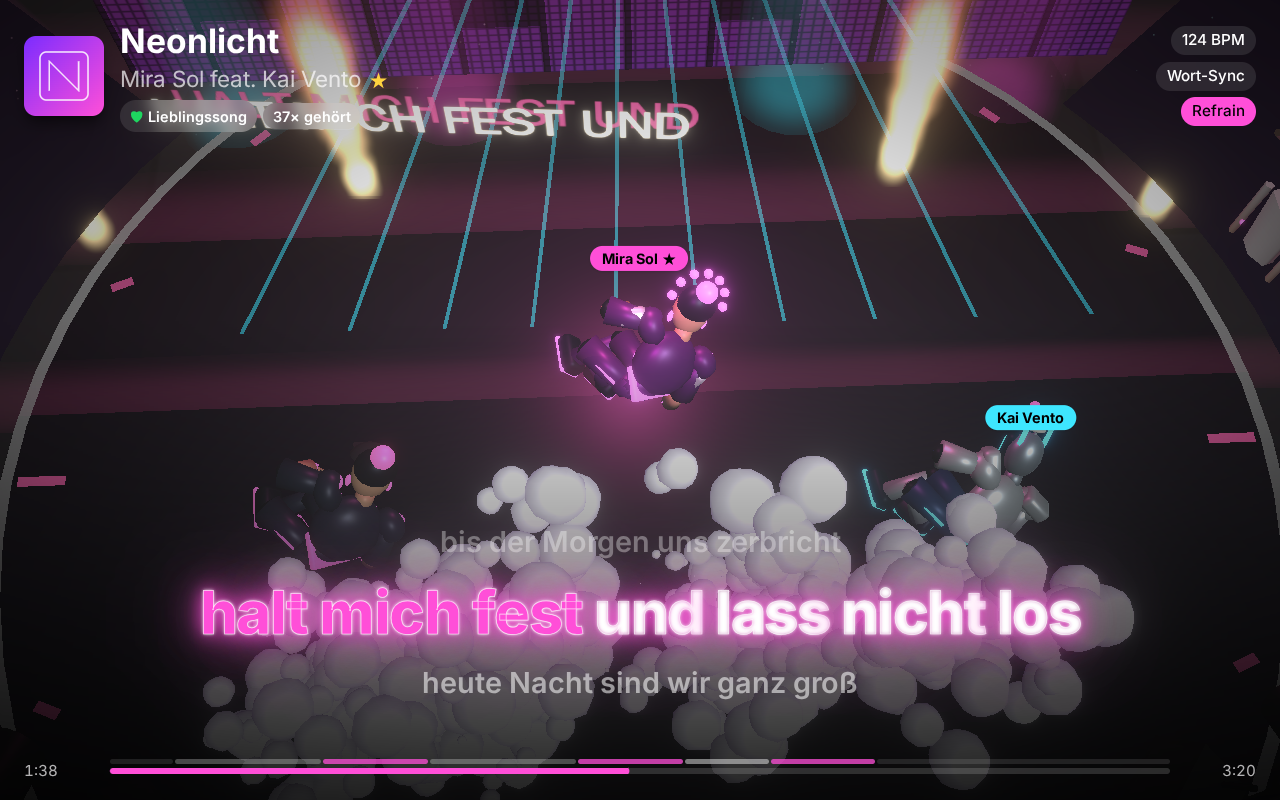 N
Neonlicht
Mira Sol feat. Kai Vento ★
Lieblingssong
37× gehört
124 BPM
Wort-Sync
Refrain
HALT MICH FEST UND
Mira Sol ★
Kai Vento
bis der Morgen uns zerbricht
halt mich fest und lass nicht los
heute Nacht sind wir ganz groß
1:38
3:20